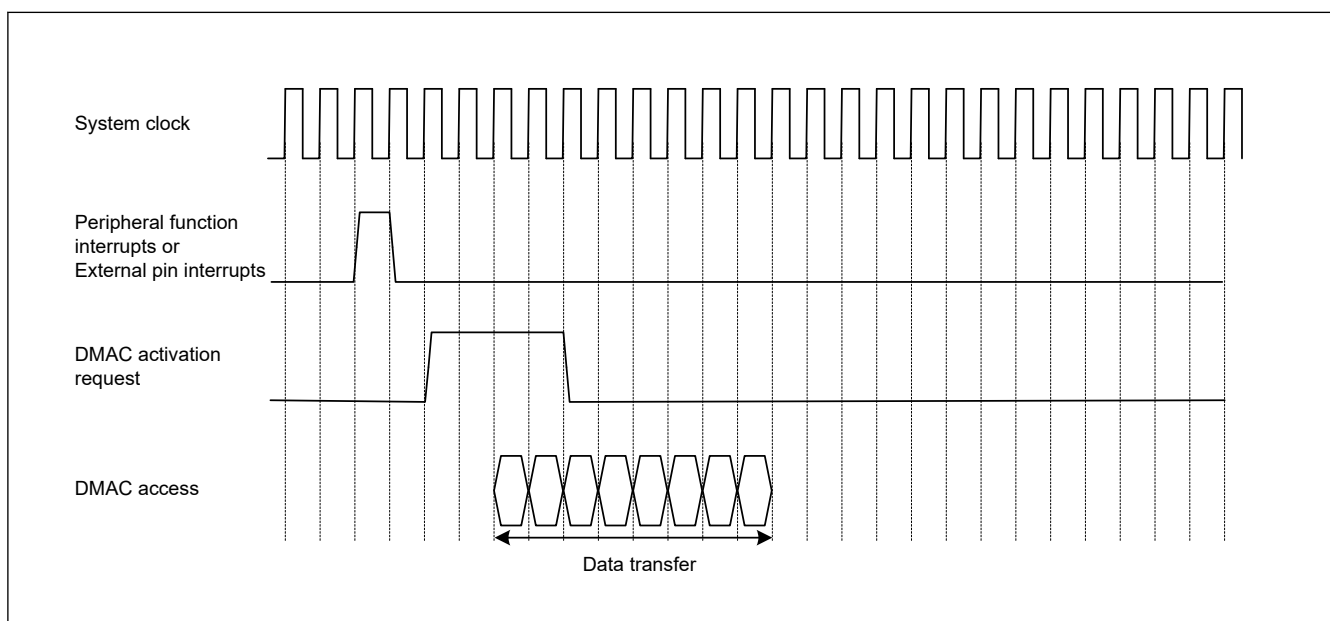 System clock
Peripheral function
interrupts or
External pin interrupts
DMAC activation
request
DMAC access
Data transfer